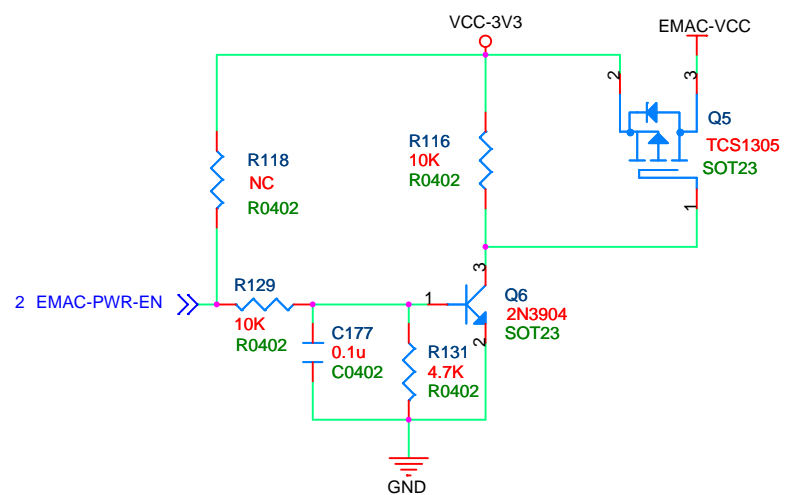 VCC-3V3
EMAC-VCC
2
3
Q5
TCS1305
SOT23
1
R118
NC
R0402
R116
10K
R0402
2 EMAC-PWR-EN
R129
10K
R0402
3
1
Q6
2N3904
SOT23
2
C177
0.1u
C0402
R131
4.7K
R0402
GND